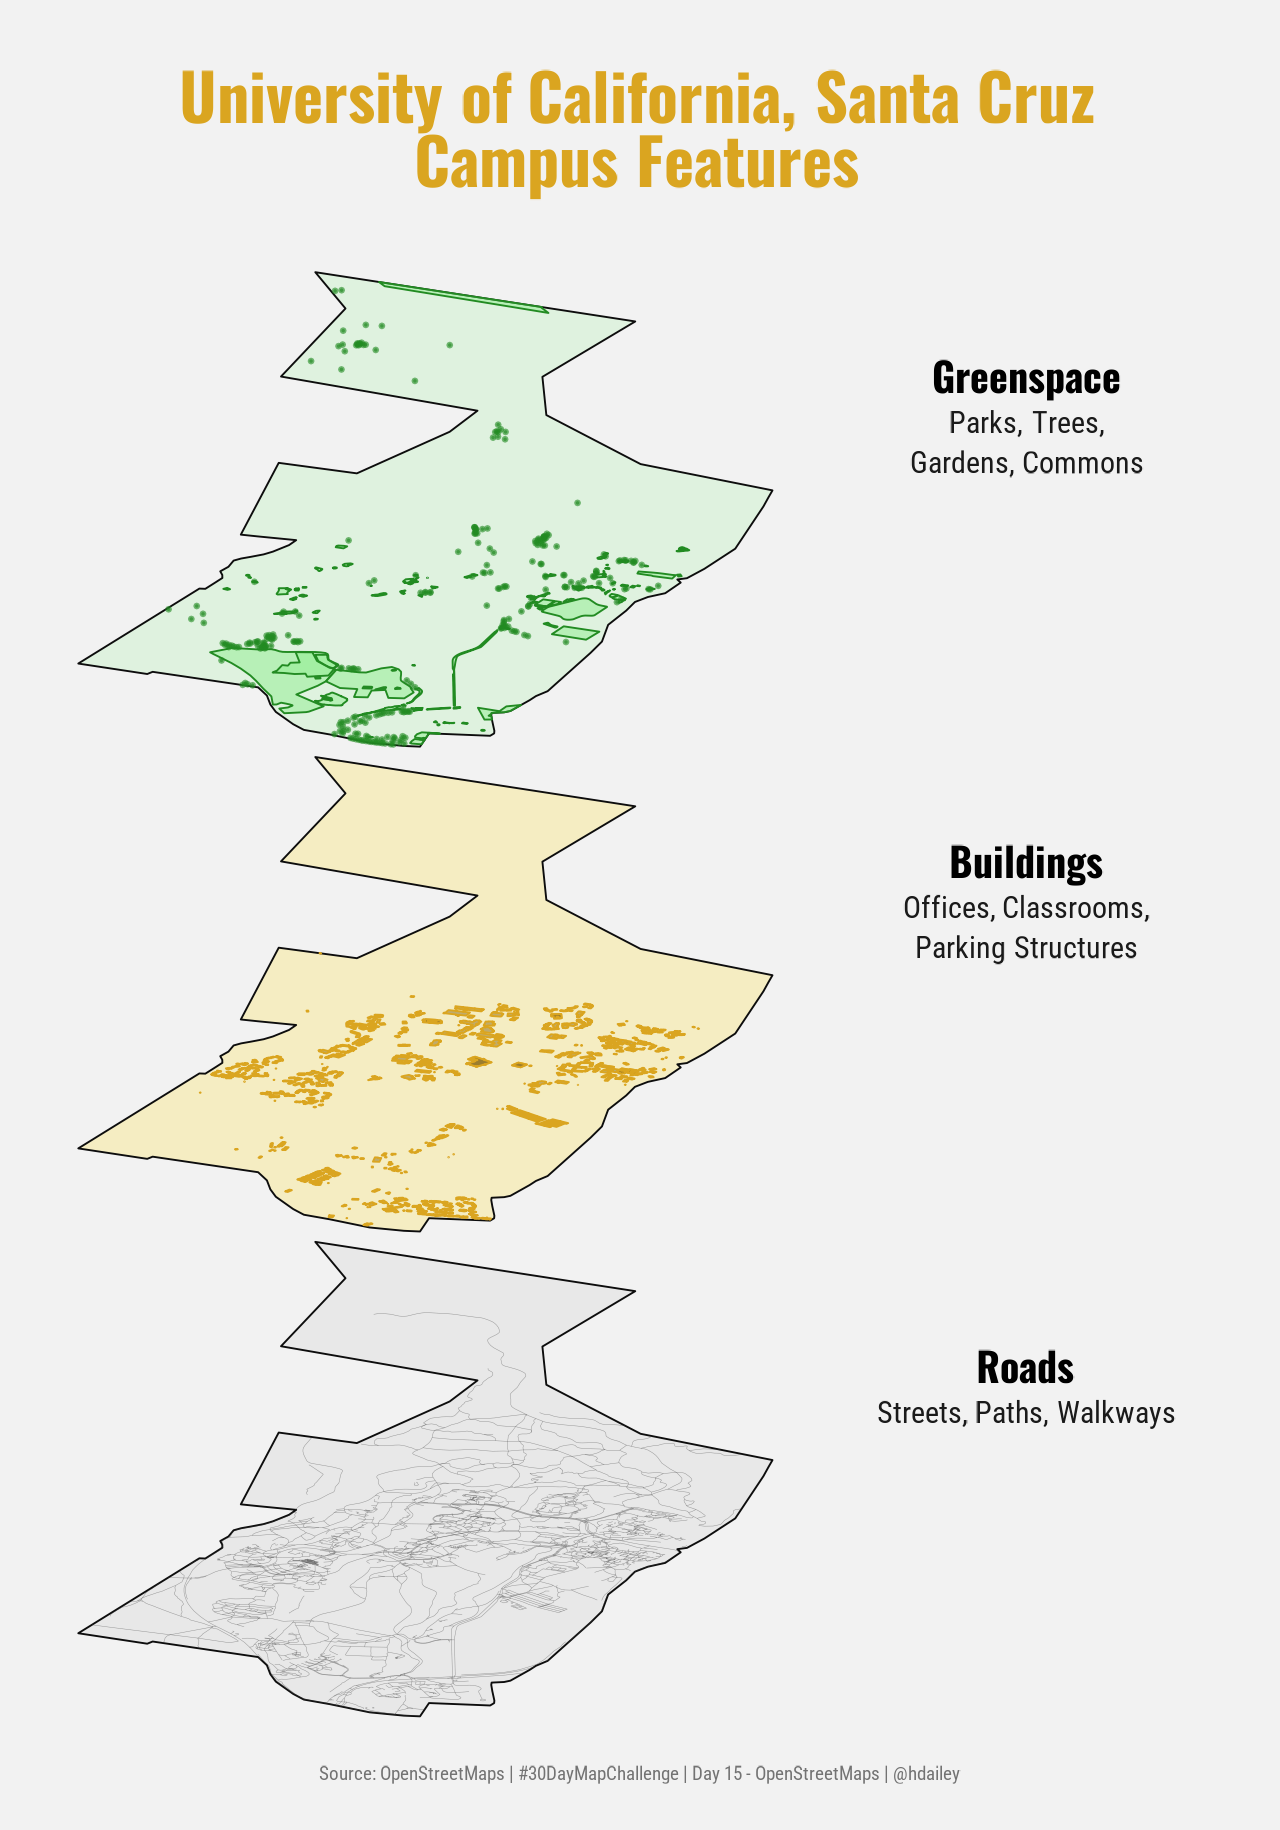 University of California, Santa Cruz
Campus Features
Greenspace
Parks, Trees,
Gardens, Commons
Buildings
Offices, Classrooms,
Parking Structures
Roads
Streets, Paths, Walkways
Source: OpenStreetMaps | #30DayMapChallenge | Day 15 - OpenStreetMaps | @hdailey